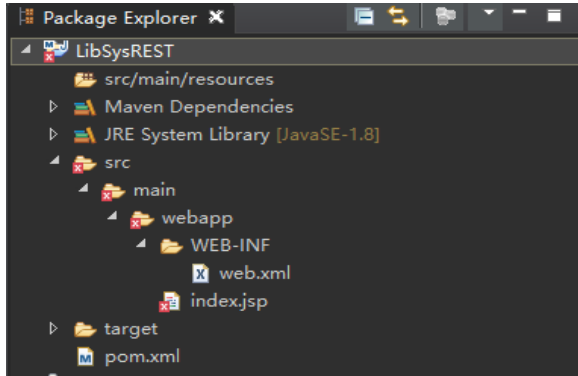 Package Explorer
LibSysREST
src/main/resources
Maven Dependencies
JRE System Library [JavaSE-1.8]
src
main
webapp
WEB-INF
web.xml
index.jsp
target
pom.xml